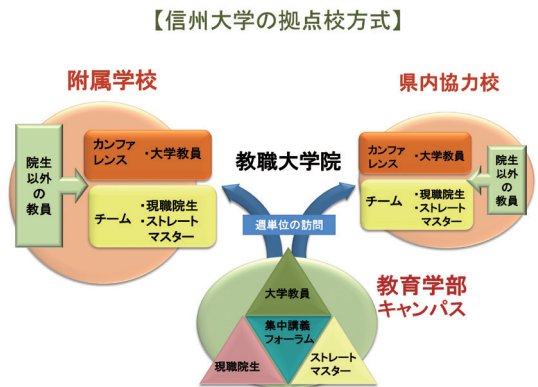 【信州大学の拠点校方式】
附属学校
院生以外の教員
カンファ
レンス
・大学教員
チーム
・現職院生
・ストレート
マスター
県内協力校
カンファ
レンス
・大学教員
チーム
・現職院生
・ストレート
マスター
院生以外の教員
教職大学院
週単位の訪問
教育学部
キャンパス
大学教員
集中講義
フォーラム
現職院生
ストレート
マスター